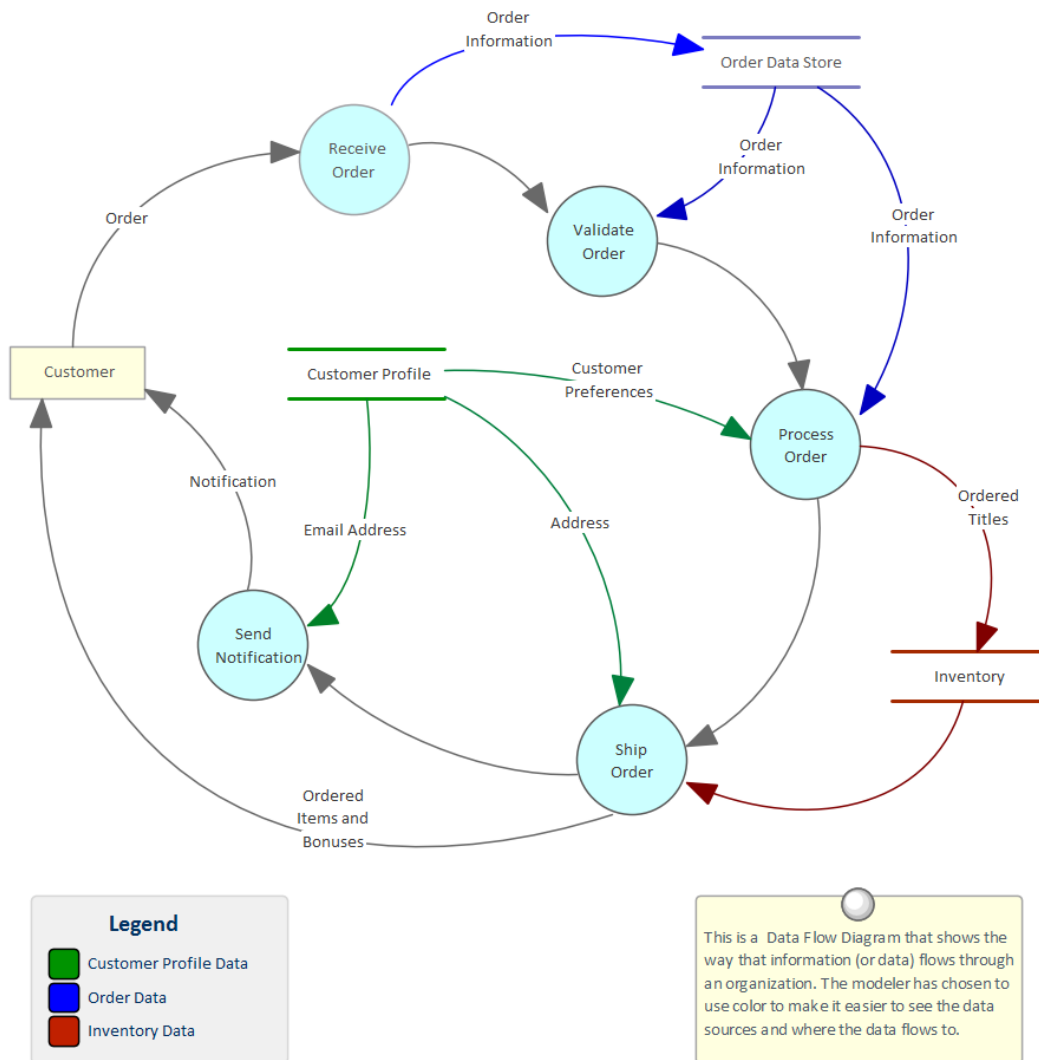 Order
Information
Order Data Store
Receive
Order
Order
Information
Order
Validate
Order
Order
Information
Customer
Customer Profile
Customer
Preferences
Process
Order
Notification
Email Address
Address
Ordered
Titles
Send
Notification
Inventory
Ship
Order
Ordered
Items and
Bonuses
Legend
Customer Profile Data
Order Data
Inventory Data
This is a Data Flow Diagram that shows the
way that information (or data) flows through
an organization. The modeler has chosen to
use color to make it easier to see the data
sources and where the data flows to.